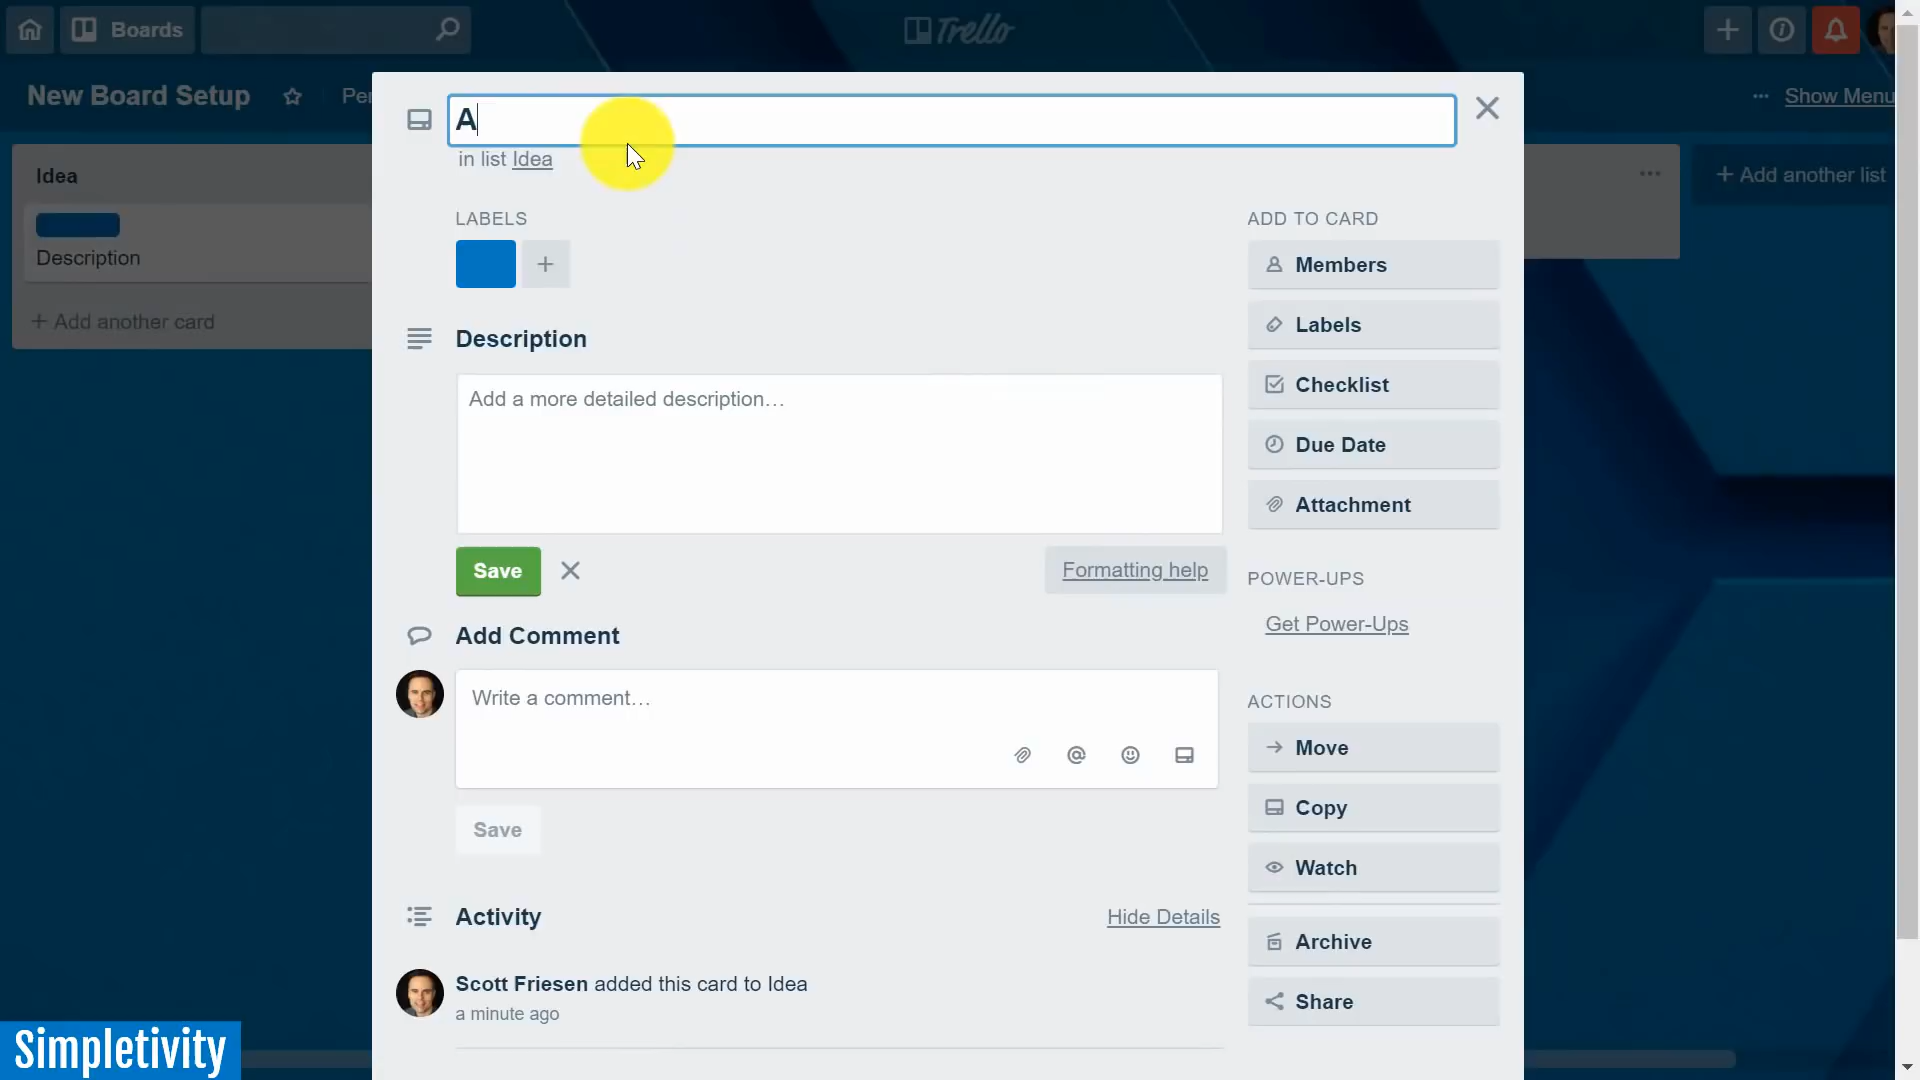 Boards
Trello
New Board Setup
Pe
Show Menu
A
in list Idea
Idea
Description
+ Add another card
+ Add another list
LABELS
Description
Add a more detailed description…
Save
Formatting help
Add Comment
Write a comment…
Save
Activity
Hide Details
Scott Friesen added this card to Idea
a minute ago
ADD TO CARD
Members
Labels
Checklist
Due Date
Attachment
POWER-UPS
Get Power-Ups
ACTIONS
Move
Copy
Watch
Archive
Share
Simpletivity